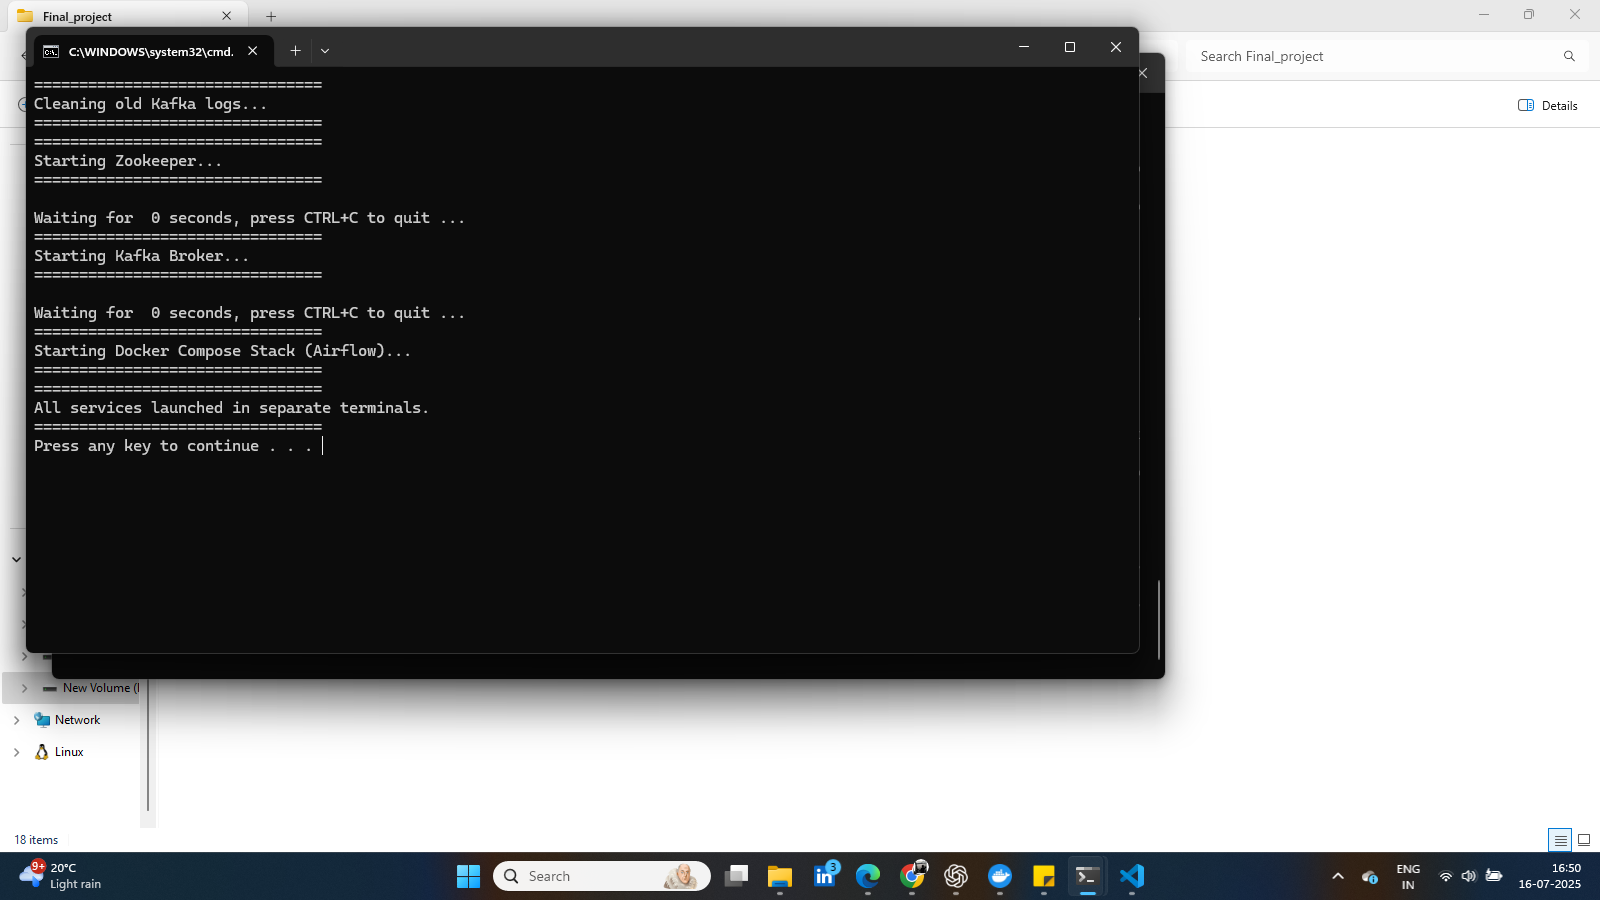 Final_project
C:\WINDOWS\system32\cmd.
Search Final_project
Details
================================
Cleaning old Kafka logs...
================================
================================
Starting Zookeeper...
================================
Waiting for  0 seconds, press CTRL+C to quit ...
================================
Starting Kafka Broker...
================================
Waiting for  0 seconds, press CTRL+C to quit ...
================================
Starting Docker Compose Stack (Airflow)...
================================
================================
All services launched in separate terminals.
================================
Press any key to continue . . .
New Volume (
Network
Linux
18 items
9+
20°C
Light rain
Search
3
ENG
IN
16:50
16-07-2025